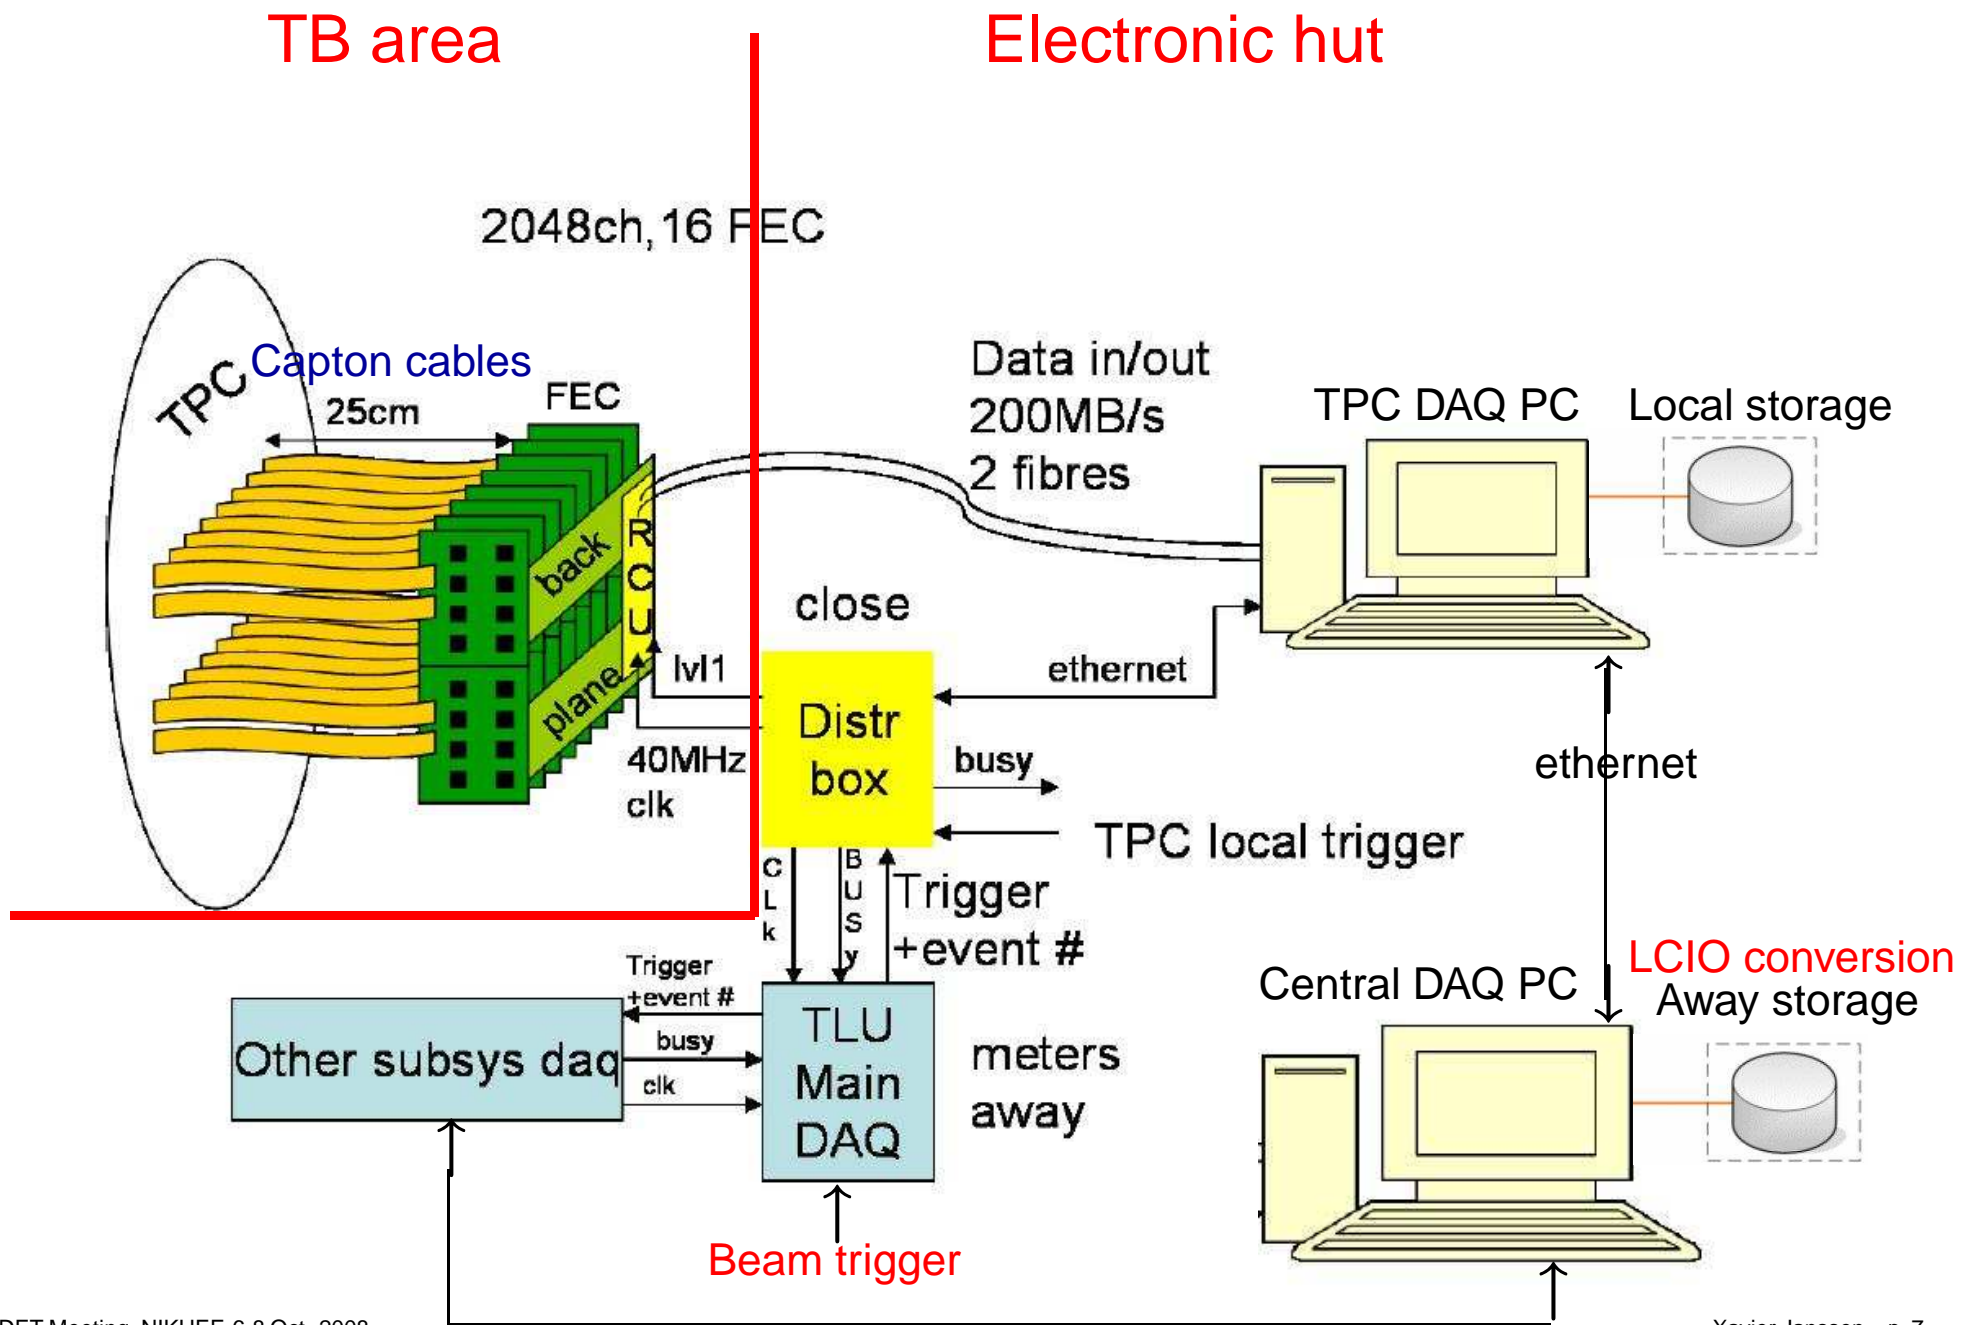 TB area
Electronic hut
2048ch, 16 FEC
TPC
Capton cables
25cm
FEC
Data in/out
200MB/s
2 fibres
TPC DAQ PC
Local storage
back
plane
RCU
close
lvl1
40MHz
clk
Distr
box
ethernet
busy
TPC local trigger
ethernet
CLk
BUSy
Trigger
+event #
Trigger
+event #
busy
clk
Other subsys daq
TLU
Main
DAQ
meters
away
Central DAQ PC
LCIO conversion
Away storage
Beam trigger